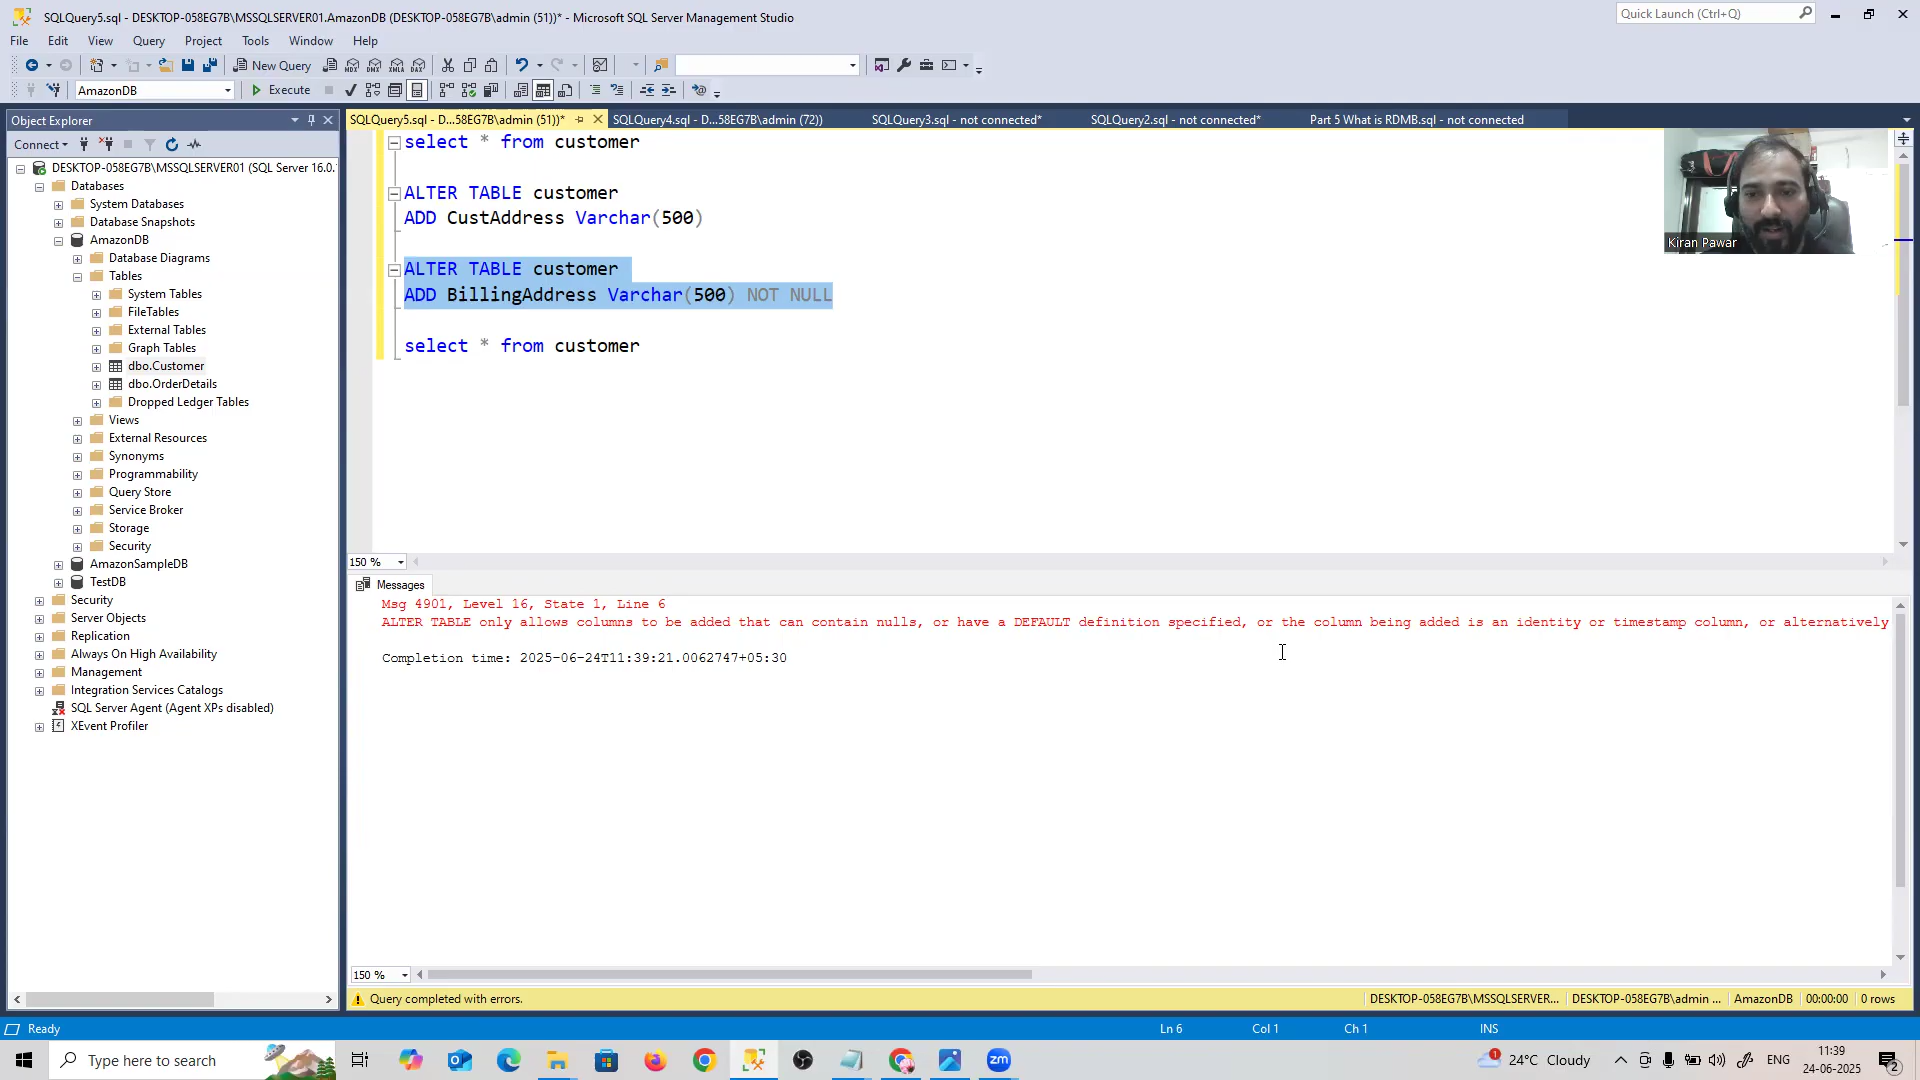 SQLQuery5.sql - DESKTOP-058EG7B\MSSQLSERVER01.AmazonDB (DESKTOP-058EG7B\admin (51))* - Microsoft SQL Server Management Studio
Quick Launch (Ctrl+Q)
File Edit View Query Project Tools Window Help
New Query
AmazonDB
Execute
Object Explorer
Connect
DESKTOP-058EG7B\MSSQLSERVER01 (SQL Server 16.0.
Databases
System Databases
Database Snapshots
AmazonDB
Database Diagrams
Tables
System Tables
FileTables
External Tables
Graph Tables
dbo.Customer
dbo.OrderDetails
Dropped Ledger Tables
Views
External Resources
Synonyms
Programmability
Query Store
Service Broker
Storage
Security
AmazonSampleDB
TestDB
Security
Server Objects
Replication
Always On High Availability
Management
Integration Services Catalogs
SQL Server Agent (Agent XPs disabled)
XEvent Profiler
SQLQuery5.sql - D...58EG7B\admin (51))* SQLQuery4.sql - D...58EG7B\admin (72)) SQLQuery3.sql - not connected* SQLQuery2.sql - not connected* Part 5 What is RDMB.sql - not connected
select * from customer
ALTER TABLE customer
ADD CustAddress Varchar(500)
ALTER TABLE customer
ADD BillingAddress Varchar(500) NOT NULL
select * from customer
Kiran Pawar
150 %
Messages
Msg 4901, Level 16, State 1, Line 6
ALTER TABLE only allows columns to be added that can contain nulls, or have a DEFAULT definition specified, or the column being added is an identity or timestamp column, or alternatively
Completion time: 2025-06-24T11:39:21.0062747+05:30
150 %
Query completed with errors.
DESKTOP-058EG7B\MSSQLSERVER... DESKTOP-058EG7B\admin ... AmazonDB 00:00:00 0 rows
Ready Ln 6 Col 1 Ch 1 INS
Type here to search
zm
1
24°C Cloudy
ENG
11:39
24-06-2025
2